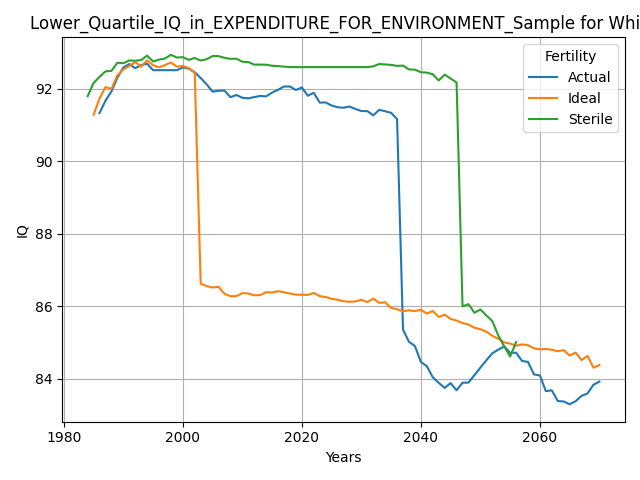 Lower_Quartile_IQ_in_EXPENDITURE_FOR_ENVIRONMENT_Sample for Whi
Fertility
Actual
Ideal
Sterile
IQ
92
90
88
86
84
1980
2000
2020
2040
2060
Years